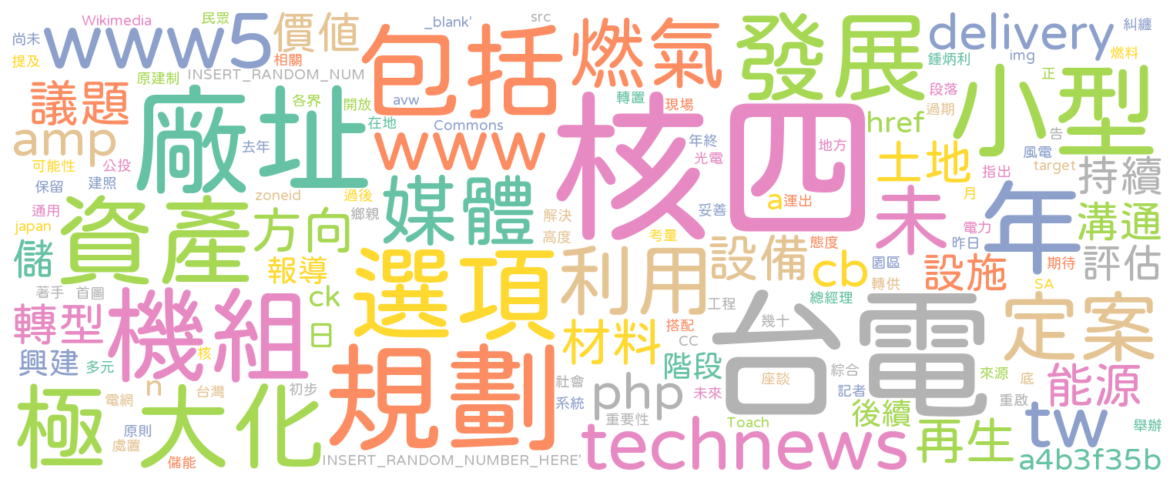 Wikimedia 民眾 _blank' src delivery 糾纏
尚未 www5 價值 包括 燃氣 發展 鍾炳利 img 燃料
提及 相關 小型 正
原建制 INSERT_RANDOM_NUM
議題 廠址 各界 開放 avw 轉置 現場 核四 段落 過期
amp 在地 Commons www 年終 href 告
可能性 公投 去年 光電 地方 土地 指出 風電 target 持續
保留 建照 zoneid 過後 媒體 解決 妥善 a 運出 未 年 月
通用 資產 方向 鄉親 高度 考量 態度 電力 溝通
japan 儲 報導 選項 利用 設備 cb 園區 昨日 設施 期待 評估
著手 首圖 ck 總經理 轉供 SA
轉型 機組 日 材料 工程 台電 定案
興建 多元 核 n 規劃 搭配 CC 幾十 階段 來源 底
極大化 電網 台灣 初步 社會 php 未來 座談 綜合 記者 重啟 能源
原則 系統 重要性 Toach 後續 tw 舉辦
處置 儲能 INSERT_RANDOM_NUMBER_HERE' technews 再生 a4b3f35b